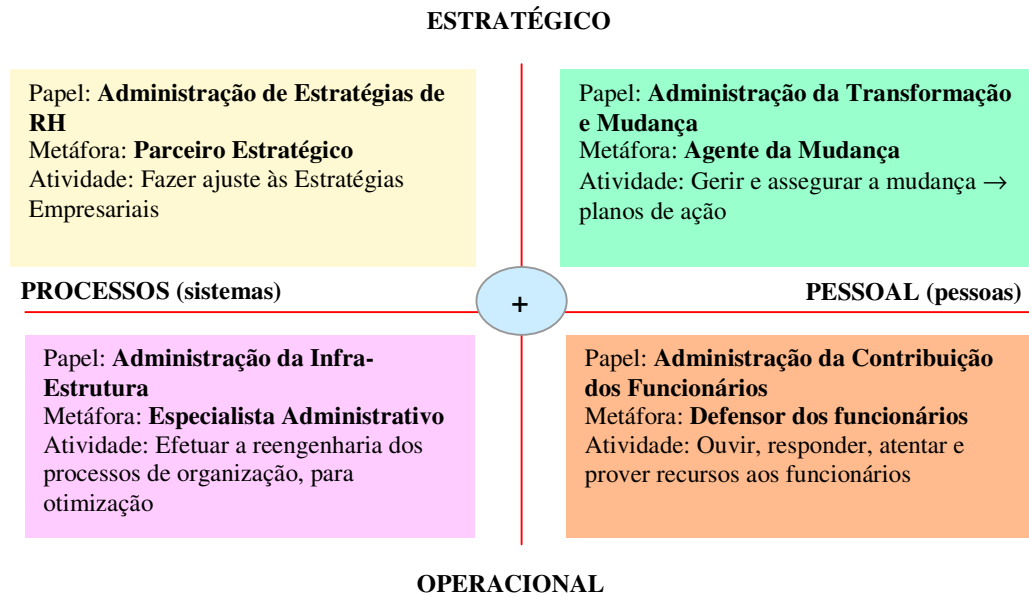 ESTRATÉGICO
Papel: Administração de Estratégias de
RH
Metáfora: Parceiro Estratégico
Atividade: Fazer ajuste às Estratégias
Empresariais
Papel: Administração da Transformação
e Mudança
Metáfora: Agente da Mudança
Atividade: Gerir e assegurar a mudança →
planos de ação
PROCESSOS (sistemas)
+
PESSOAL (pessoas)
Papel: Administração da Infra-
Estrutura
Metáfora: Especialista Administrativo
Atividade: Efetuar a reengenharia dos
processos de organização, para
otimização
Papel: Administração da Contribuição
dos Funcionários
Metáfora: Defensor dos funcionários
Atividade: Ouvir, responder, atentar e
prover recursos aos funcionários
OPERACIONAL